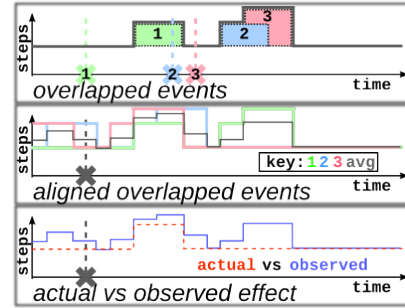 3
1
2
steps
1
2
3
time
overlapped events
steps
key: 1 2 3 avg
time
aligned overlapped events
steps
actual vs observed
time
actual vs observed effect